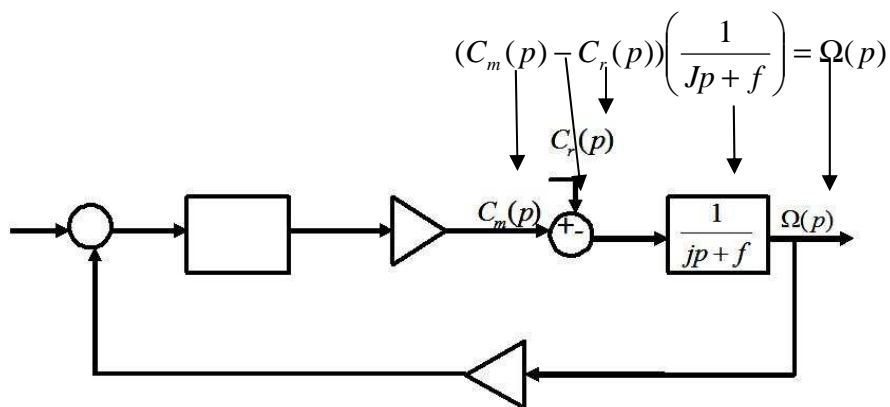 (C_m(p) − C_r(p))(1/(Jp + f)) = Ω(p)
C_r(p)
C_m(p)
+
-
1/(jp + f)
Ω(p)